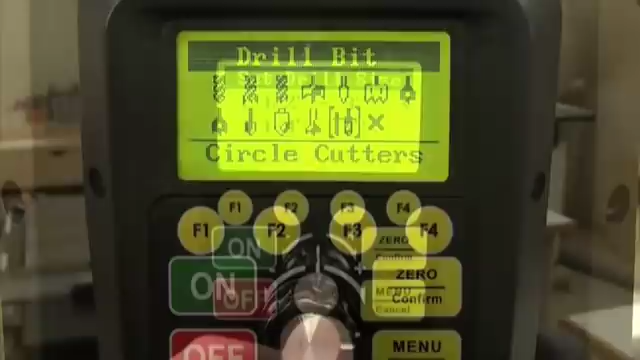 Drill Bit
Circle Cutters
F1 F2 F3 F4
F1 F2 F3 F4
ON
ZERO
Confirm
ON
ZERO
Confirm
OFF
MENU
Cancel
OFF
MENU